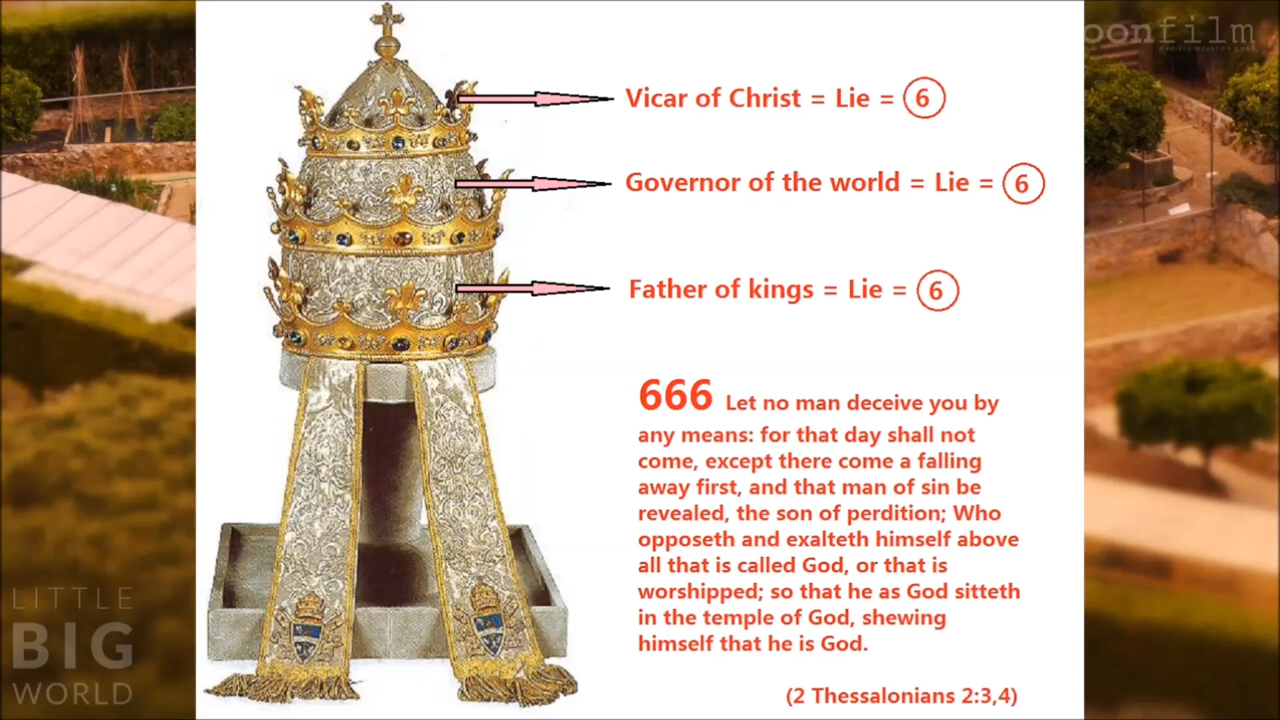 oonfilm
Vicar of Christ = Lie = 6
Governor of the world = Lie = 6
Father of kings = Lie = 6
666 Let no man deceive you by
any means: for that day shall not
come, except there come a falling
away first, and that man of sin be
revealed, the son of perdition; Who
opposeth and exalteth himself above
all that is called God, or that is
worshipped; so that he as God sitteth
in the temple of God, shewing
himself that he is God.
(2 Thessalonians 2:3,4)
LITTLE
BIG
WORLD